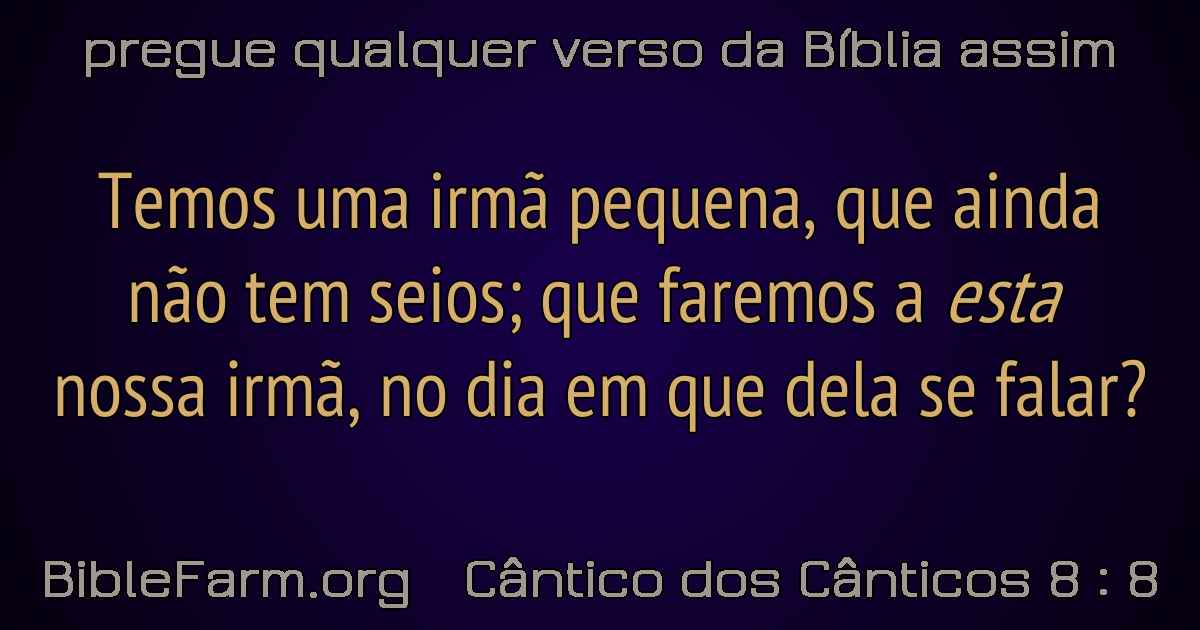 pregue qualquer verso da Bíblia assim
Temos uma irmã pequena, que ainda
não tem seios; que faremos a esta
nossa irmã, no dia em que dela se falar?
BibleFarm.org Cântico dos Cânticos 8 : 8